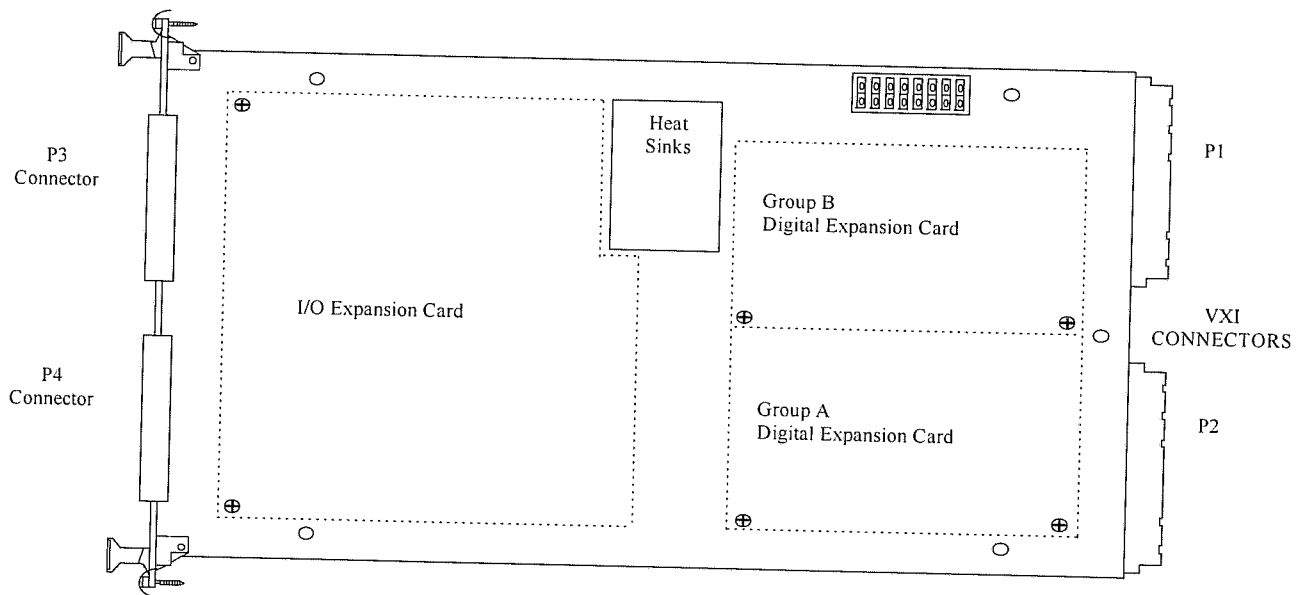 P3
Connector
P4
Connector
I/O Expansion Card
Heat
Sinks
Group B
Digital Expansion Card
Group A
Digital Expansion Card
P1
VXI
CONNECTORS
P2